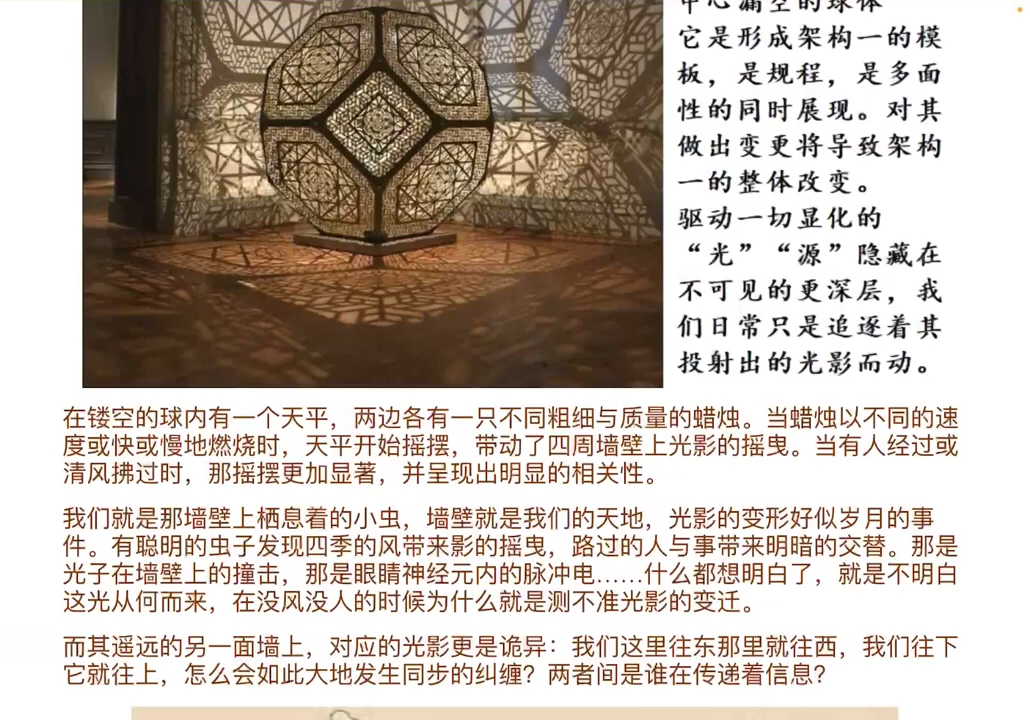 中心漏空的球体
它是形成架构一的模
板，是规程，是多面
性的同时展现。对其
做出变更将导致架构
一的整体改变。
驱动一切显化的
“光”“源”隐藏在
不可见的更深层，我
们日常只是追逐着其
投射出的光影而动。
在镂空的球内有一个天平，两边各有一只不同粗细与质量的蜡烛。当蜡烛以不同的速
度或快或慢地燃烧时，天平开始摇摆，带动了四周墙壁上光影的摇曳。当有人经过或
清风拂过时，那摇摆更加显著，并呈现出明显的相关性。
我们就是那墙壁上栖息着的小虫，墙壁就是我们的天地，光影的变形好似岁月的事
件。有聪明的虫子发现四季的风带来影的摇曳，路过的人与事带来明暗的交替。那是
光子在墙壁上的撞击，那是眼睛神经元内的脉冲电……什么都想明白了，就是不明白
这光从何而来，在没风没人的时候为什么就是测不准光影的变迁。
而其遥远的另一面墙上，对应的光影更是诡异：我们这里往东那里就往西，我们往下
它就往上，怎么会如此大地发生同步的纠缠？两者间是谁在传递着信息？